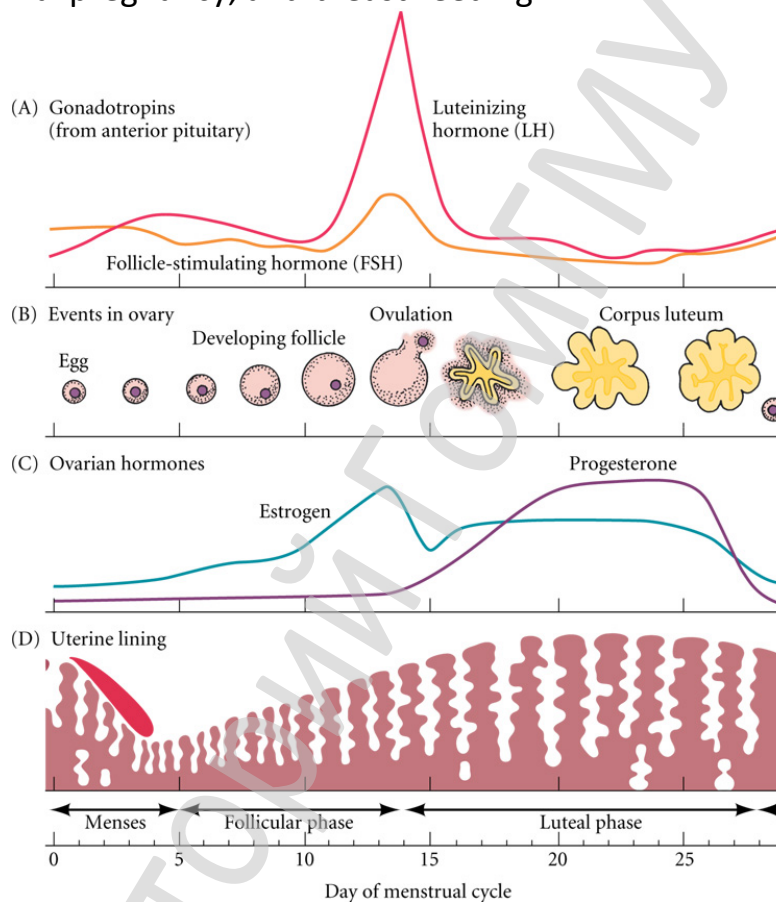 (A) Gonadotropins
(from anterior pituitary)
Luteinizing
hormone (LH)
Follicle-stimulating hormone (FSH)
(B) Events in ovary
Ovulation
Corpus luteum
Developing follicle
Egg
(C) Ovarian hormones
Progesterone
Estrogen
(D) Uterine lining
Menses
Follicular phase
Luteal phase
0 5 10 15 20 25
Day of menstrual cycle